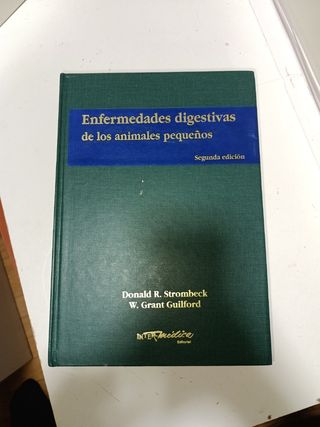 Enfermedades digestivas
de los animales pequeños
Segunda edición
Donald R. Strombeck
W. Grant Guilford
INTER-Médica
Editorial